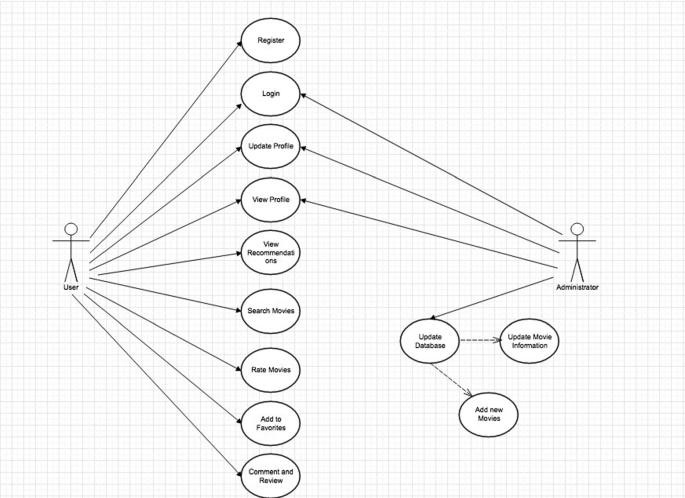 Register
Login
Update Profile
View Profile
View
Recommendati
ons
User
Administrator
Search Movies
Update
Database
Update Movie
Information
Rate Movies
Add to
Favorites
Add new
Movies
Comment and
Review